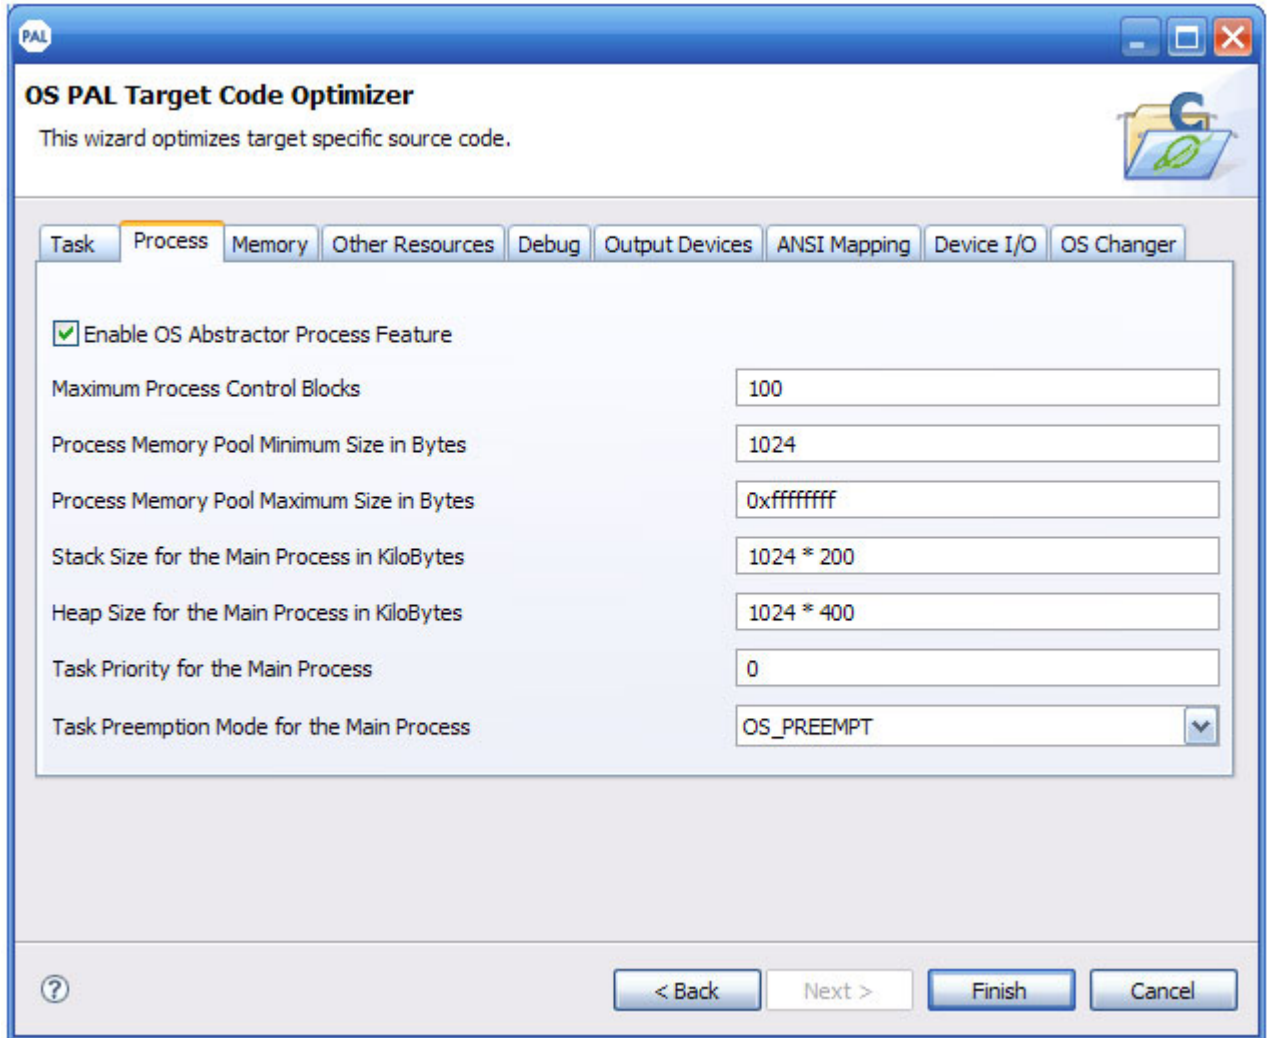 PAL
OS PAL Target Code Optimizer
This wizard optimizes target specific source code.
Task Process Memory Other Resources Debug Output Devices ANSI Mapping Device I/O OS Changer
Enable OS Abstractor Process Feature
Maximum Process Control Blocks 100
Process Memory Pool Minimum Size in Bytes 1024
Process Memory Pool Maximum Size in Bytes 0xffffffff
Stack Size for the Main Process in KiloBytes 1024 * 200
Heap Size for the Main Process in KiloBytes 1024 * 400
Task Priority for the Main Process 0
Task Preemption Mode for the Main Process OS_PREEMPT
? < Back Next > Finish Cancel